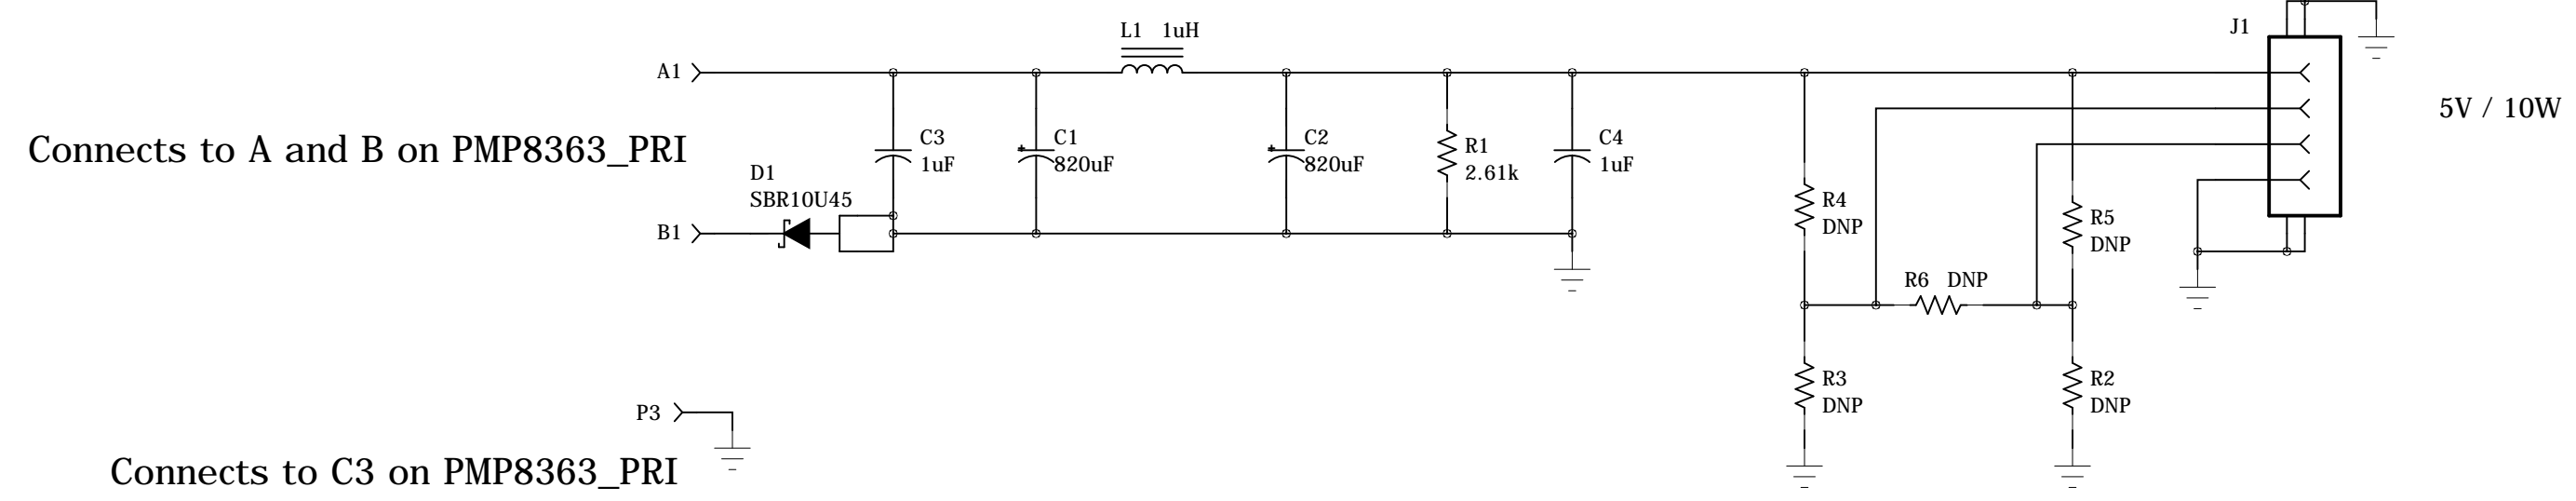 J1
L1 1uH
A1
5V / 10W
Connects to A and B on PMP8363_PRI
C3
1uF
C1
820uF
C2
820uF
R1
2.61k
C4
1uF
D1
SBR10U45
B1
R4
DNP
R5
DNP
R6 DNP
R3
DNP
R2
DNP
P3
Connects to C3 on PMP8363_PRI